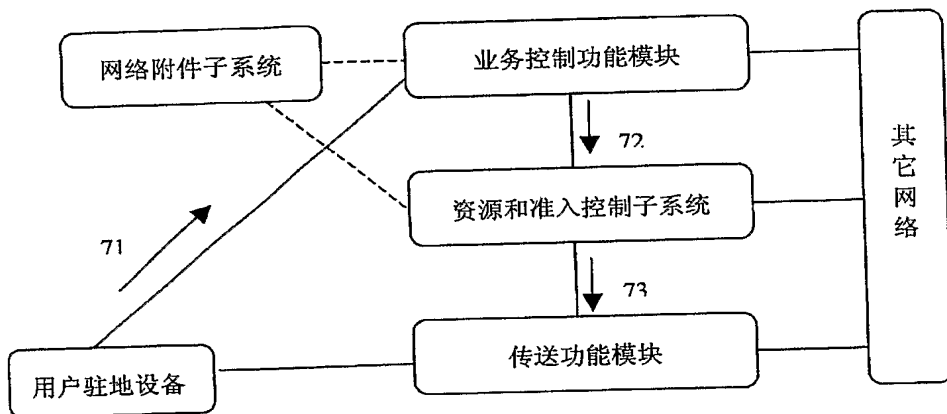 网络附件子系统
业务控制功能模块
72
资源和准入控制子系统
71
73
传送功能模块
用户驻地设备
其它网络